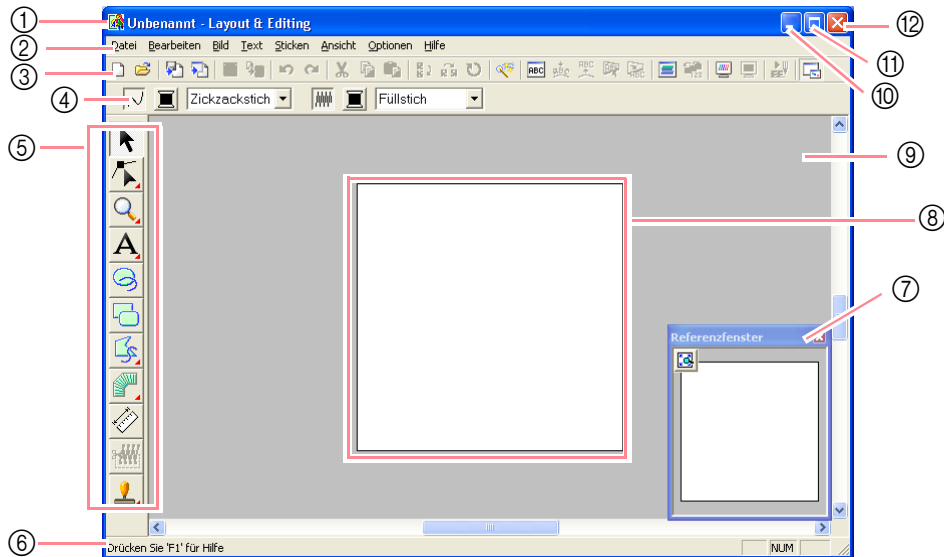 ① Unbenannt - Layout & Editing ⑫
② Datei Bearbeiten Bild Text Sticken Ansicht Optionen Hilfe ⑪
③ ABC ⑩
④ Zickzackstich Füllstich
⑤ ⑨
A
⑧
⑦
Referenzfenster
⑥ Drücken Sie 'F1' für Hilfe NUM